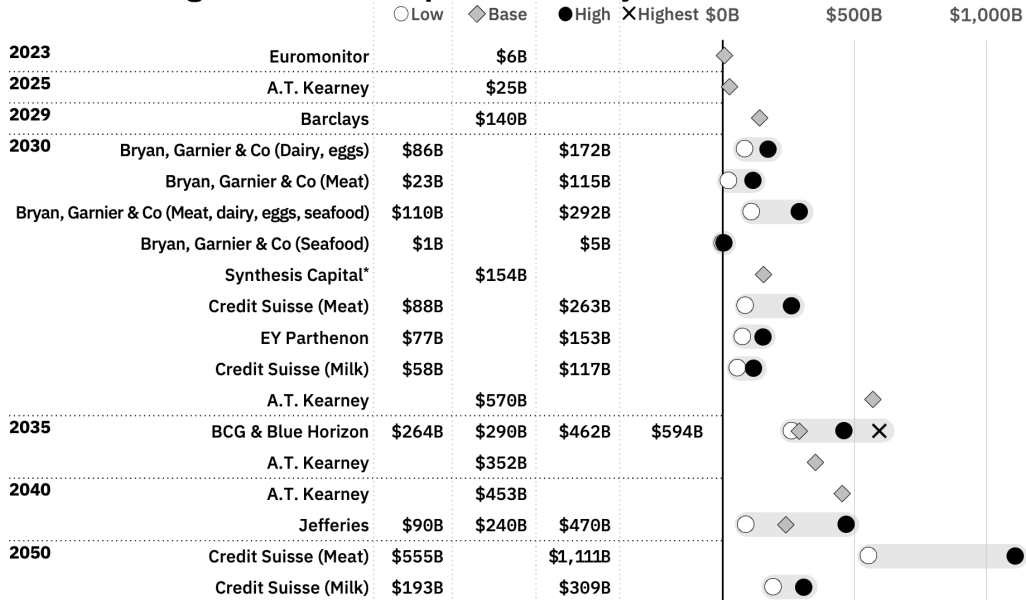 Low Base High Highest $0B $500B $1,000B
2023 Euromonitor $6B
2025 A.T. Kearney $25B
2029 Barclays $140B
2030 Bryan, Garnier & Co (Dairy, eggs) $86B $172B
Bryan, Garnier & Co (Meat) $23B $115B
Bryan, Garnier & Co (Meat, dairy, eggs, seafood) $110B $292B
Bryan, Garnier & Co (Seafood) $1B $5B
Synthesis Capital* $154B
Credit Suisse (Meat) $88B $263B
EY Parthenon $77B $153B
Credit Suisse (Milk) $58B $117B
A.T. Kearney $570B
2035 BCG & Blue Horizon $264B $290B $462B $594B
A.T. Kearney $352B
2040 A.T. Kearney $453B
Jefferies $90B $240B $470B
2050 Credit Suisse (Meat) $555B $1,111B
Credit Suisse (Milk) $193B $309B